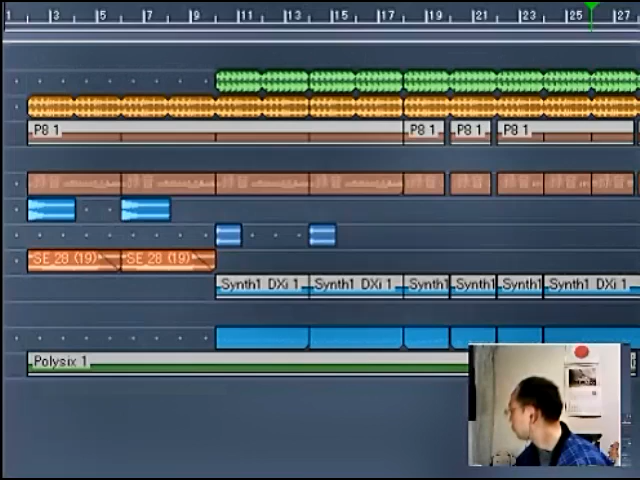 1 3 5 7 9 11 13 15 17 19 21 23 25 27
P8 1 P8 1 P8 1 P8 1
SE 28 (19) SE 28 (19)
Synth1 DXi 1 Synth1 DXi 1 Synth1 Synth1 Synth1 Synth1 DXi 1
Polysix 1